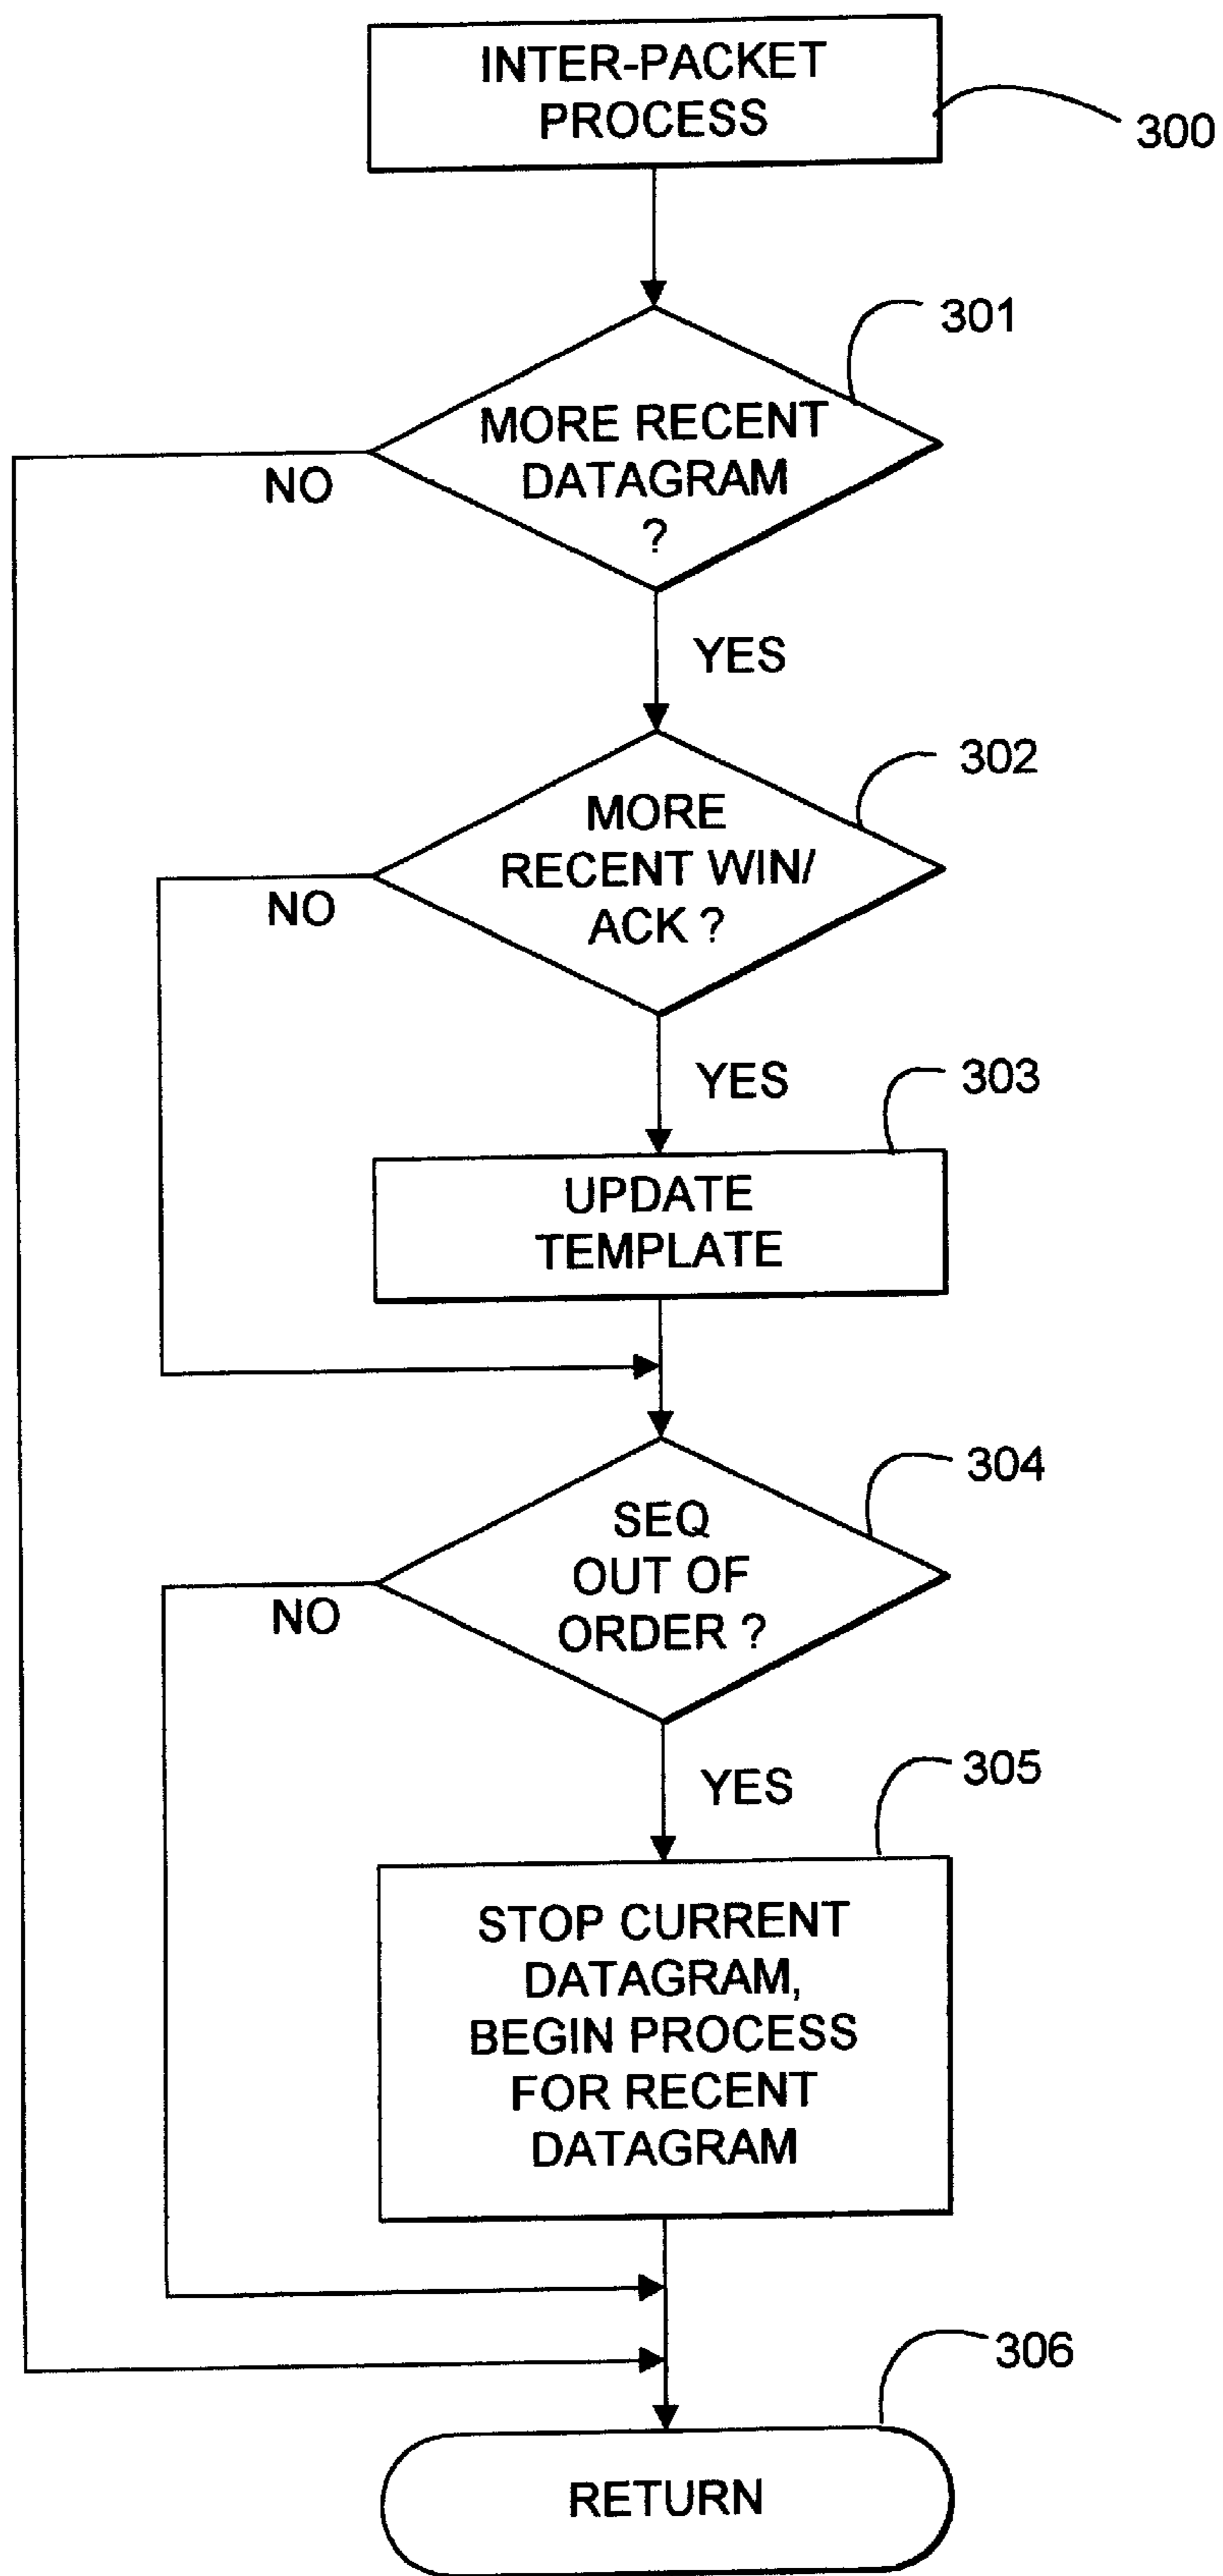 INTER-PACKET
PROCESS
300
301
MORE RECENT
DATAGRAM
?
NO
YES
302
MORE
RECENT WIN/
ACK ?
NO
YES
303
UPDATE
TEMPLATE
304
SEQ
OUT OF
ORDER ?
NO
YES
305
STOP CURRENT
DATAGRAM,
BEGIN PROCESS
FOR RECENT
DATAGRAM
306
RETURN